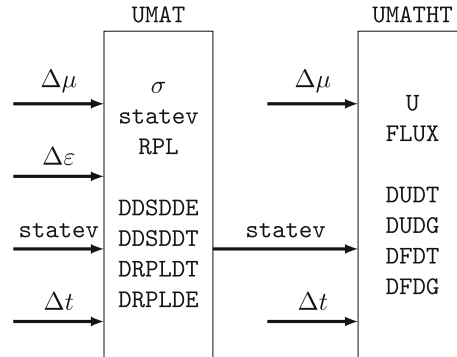 UMAT
UMATHT
Δμ
Δε
statev
Δt
σ
statev
RPL
DDSDDE
DDSDDT
DRPLDT
DRPLDE
statev
Δμ
Δt
U
FLUX
DUDT
DUDG
DFDT
DFDG